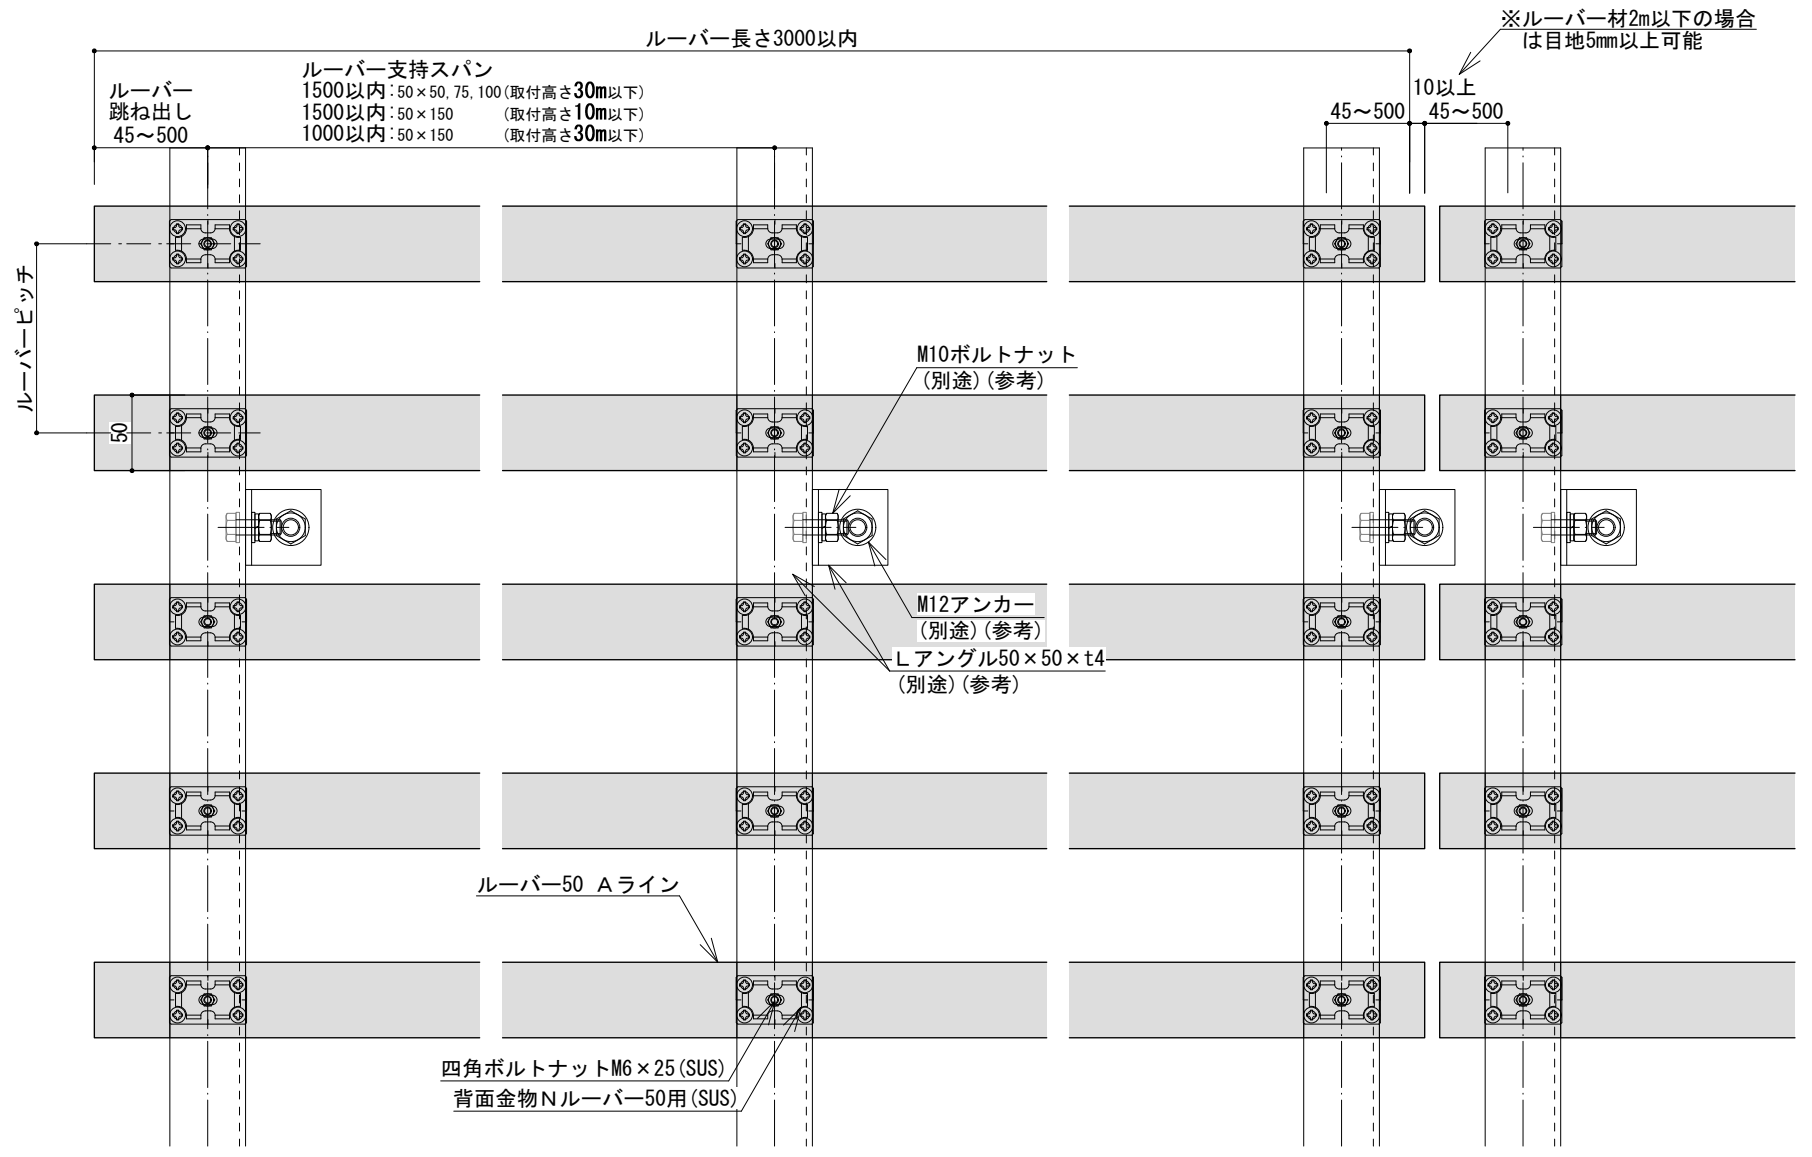 ※ルーバー材2m以下の場合
は目地5mm以上可能
ルーバー長さ3000以内
ルーバー
跳ね出し
45～500
ルーバー支持スパン
1500以内:50×50,75,100(取付高さ30m以下)
1500以内:50×150 (取付高さ10m以下)
1000以内:50×150 (取付高さ30m以下)
10以上
45～500
45～500
ルーバーピッチ
50
M10ボルトナット
(別途)(参考)
M12アンカー
(別途)(参考)
Lアングル50×50×t4
(別途)(参考)
ルーバー50 Aライン
四角ボルトナットM6×25(SUS)
背面金物Nルーバー50用(SUS)